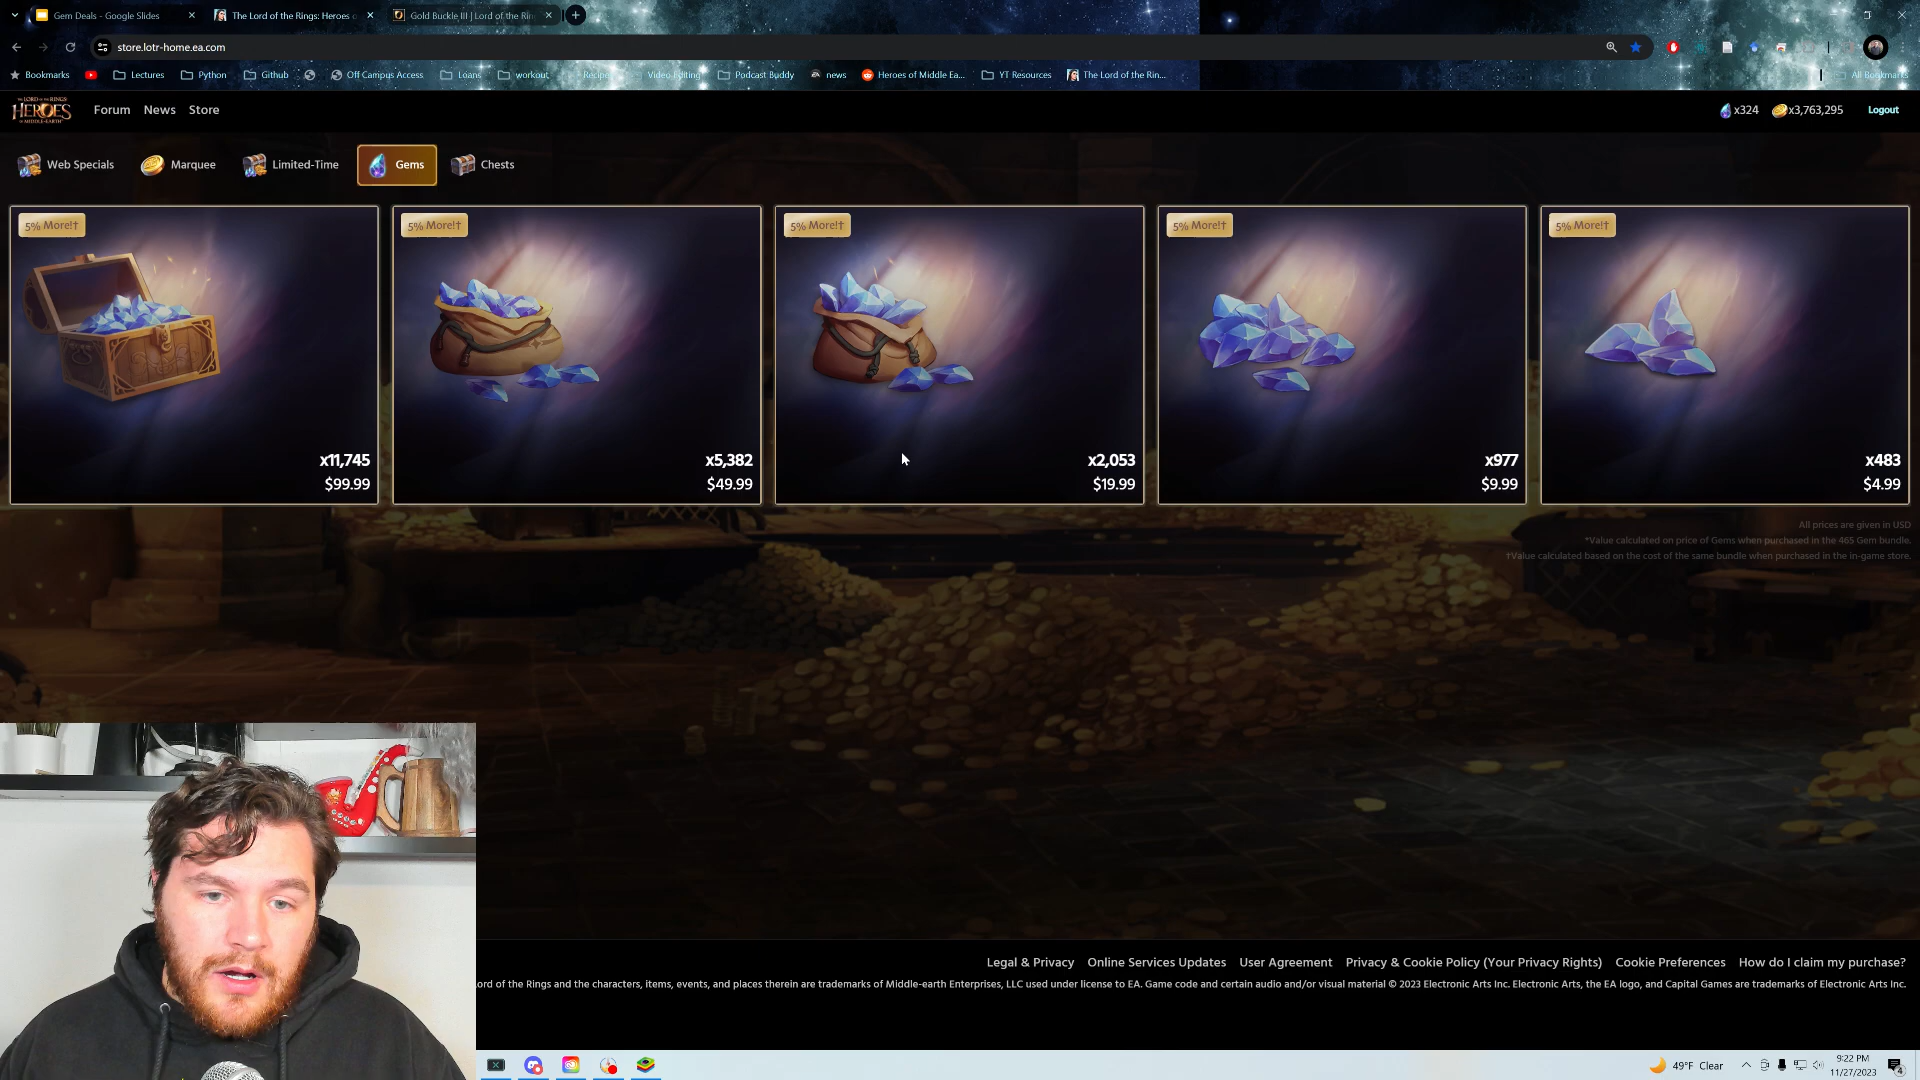 Gem Deals - Google Slides
The Lord of the Rings: Heroes o
Gold Buckle III | Lord of the Rin
store.lotr-home.ea.com
Bookmarks
Lectures
Python
Github
Off Campus Access
Loans
workout
Recipe
Video Editing
Podcast Buddy
news
Heroes of Middle Ea...
YT Resources
The Lord of the Rin...
All Bookmarks
THE LORD OF THE RINGS
HEROES
OF MIDDLE-EARTH
Forum
News
Store
x324
x3,763,295
Logout
Web Specials
Marquee
Limited-Time
Gems
Chests
5% More!†
x11,745
$99.99
5% More!†
x5,382
$49.99
5% More!†
x2,053
$19.99
5% More!†
x977
$9.99
5% More!†
x483
$4.99
All prices are given in USD
*Value calculated on price of Gems when purchased in the 465 Gem bundle.
†Value calculated based on the cost of the same bundle when purchased in the in-game store.
Legal & Privacy
Online Services Updates
User Agreement
Privacy & Cookie Policy (Your Privacy Rights)
Cookie Preferences
How do I claim my purchase?
ord of the Rings and the characters, items, events, and places therein are trademarks of Middle-earth Enterprises, LLC used under license to EA. Game code and certain audio and/or visual material © 2023 Electronic Arts Inc. Electronic Arts, the EA logo, and Capital Games are trademarks of Electronic Arts Inc.
49°F Clear
9:22 PM
11/27/2023
4